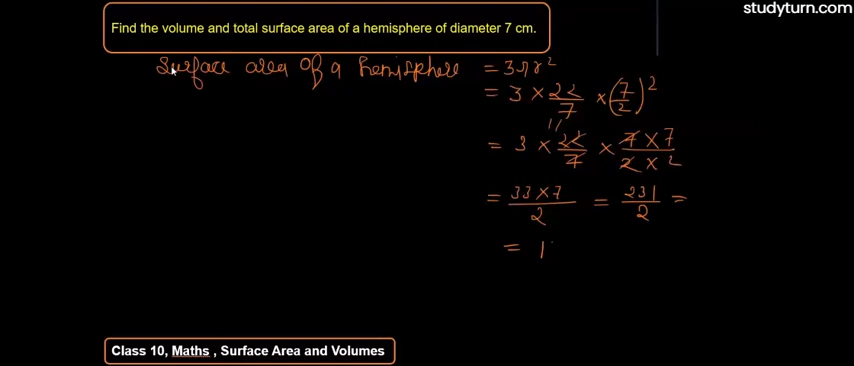 studyturn.com
Find the volume and total surface area of a hemisphere of diameter 7 cm.
Surface area of a hemisphere = 3πr²
= 3 × 22/7 × (7/2)²
= 3 × 22/7 × 7 × 7/2 × 2 11
= 33 × 7/2 = 231/2 =
= 1
Class 10, Maths , Surface Area and Volumes